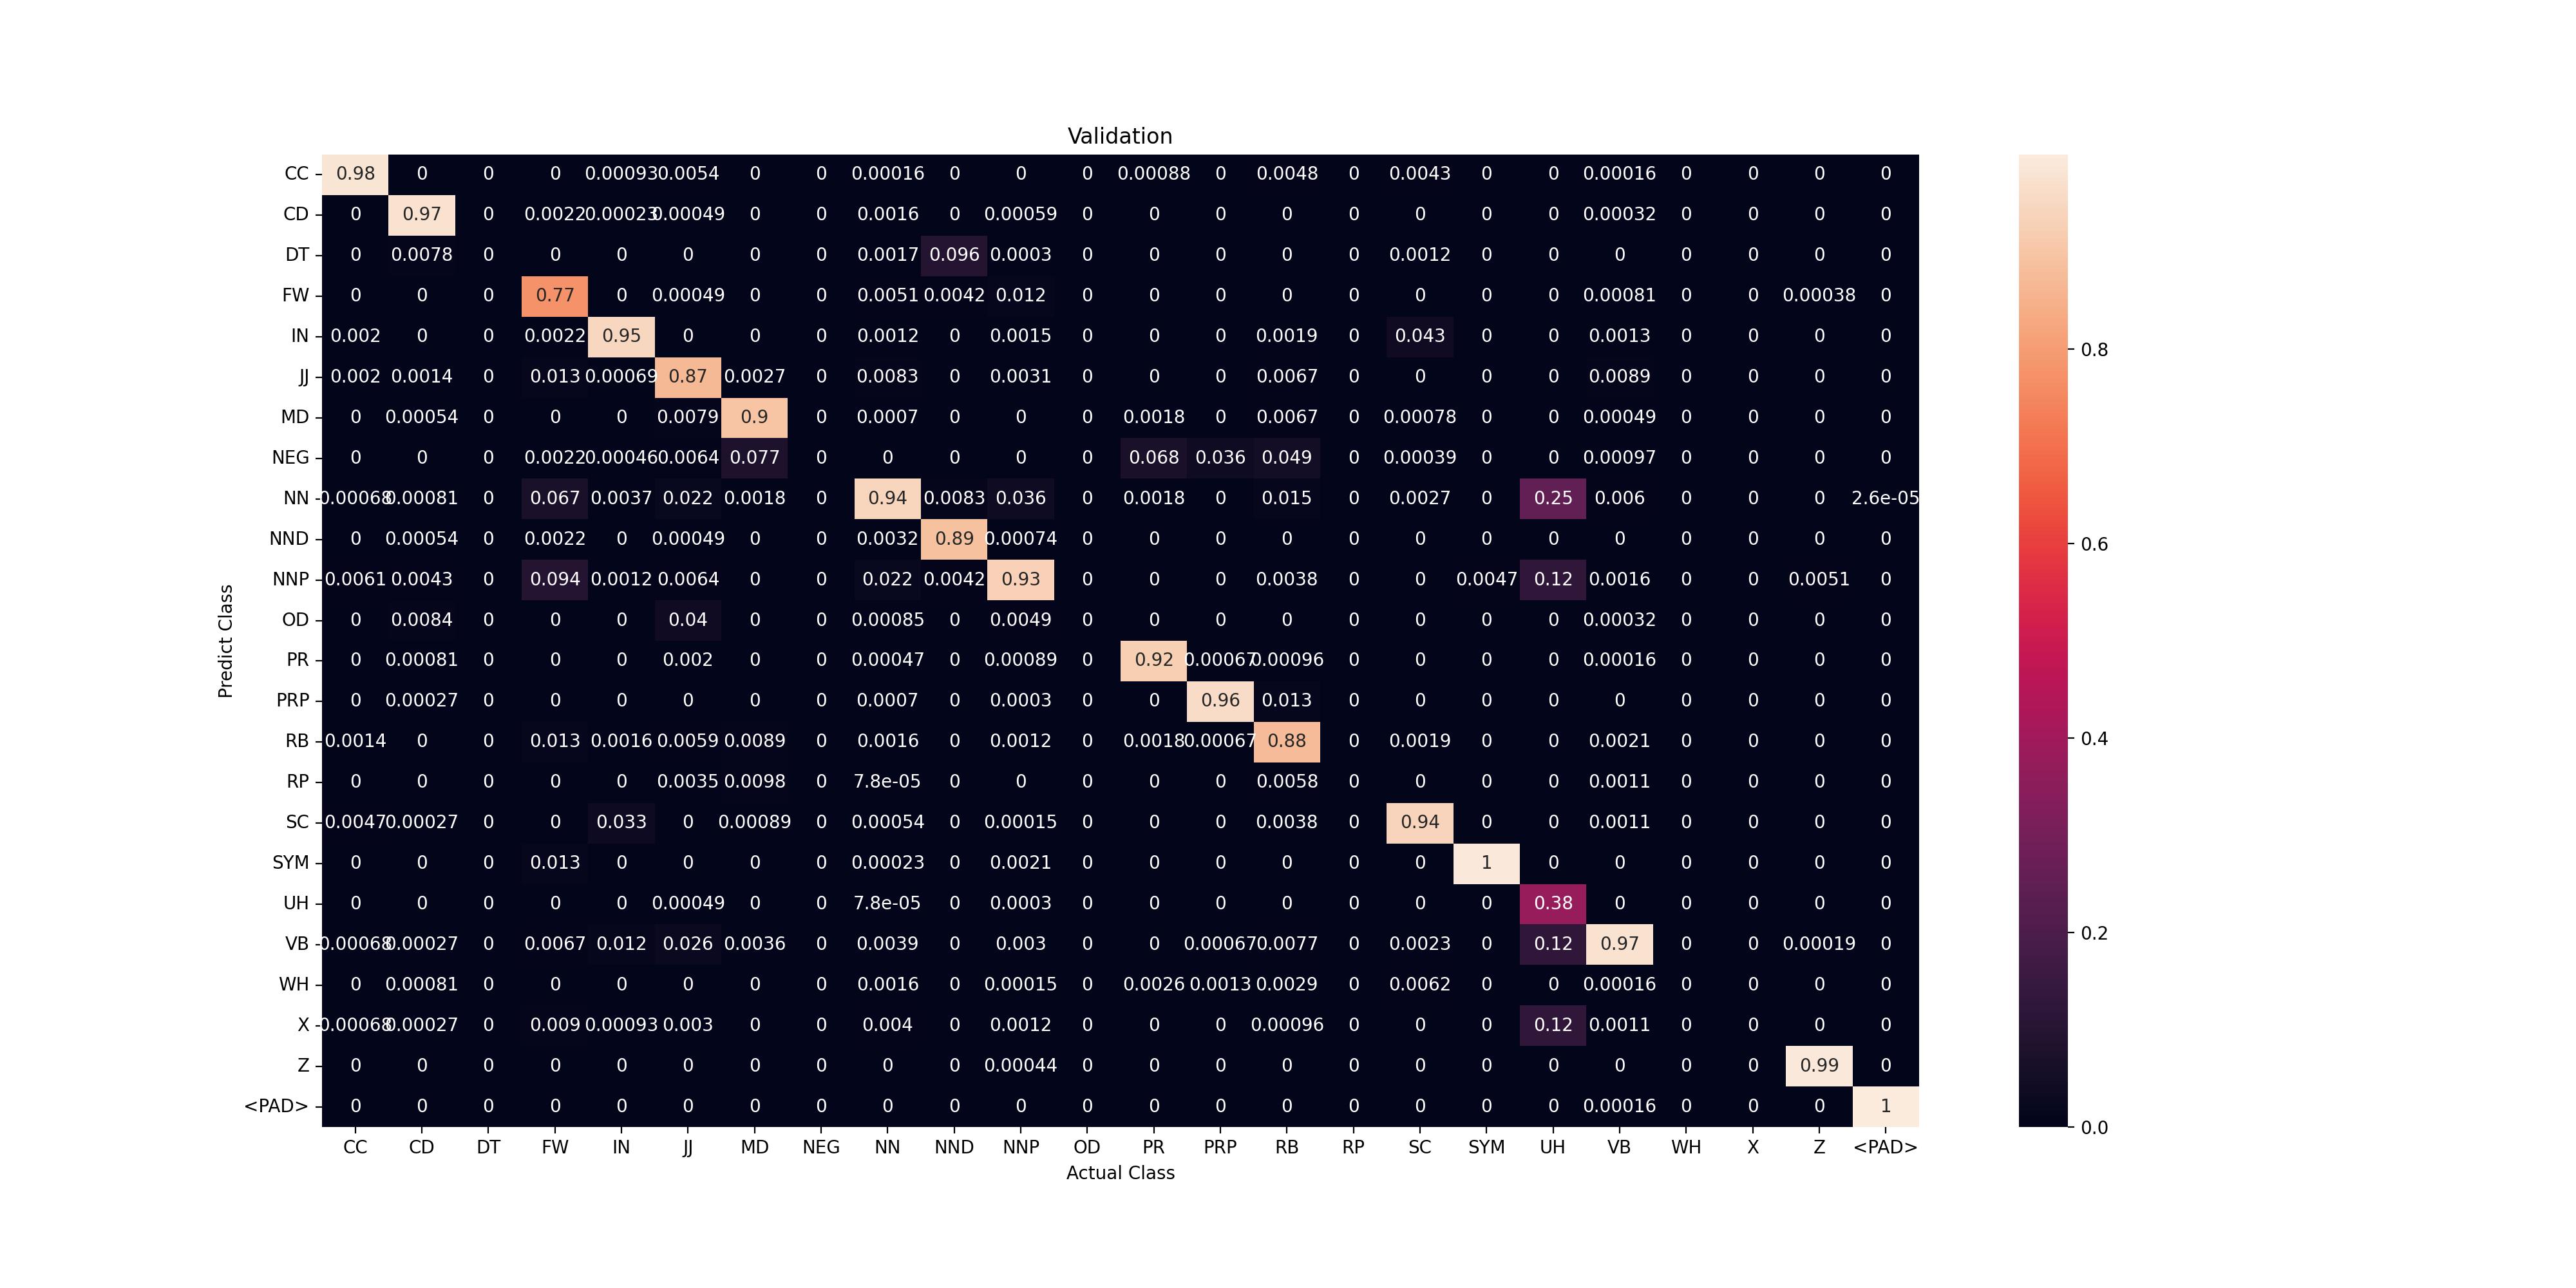 Validation
CC 0.98 0 0 0 0.00093 0.0054 0 0 0.00016 0 0 0 0.00088 0 0.0048 0 0.0043 0 0 0.00016 0 0 0 0
CD 0 0.97 0 0.0022 0.00023 0.00049 0 0 0.0016 0 0.00059 0 0 0 0 0 0 0 0 0.00032 0 0 0 0
DT 0 0.0078 0 0 0 0 0 0 0.0017 0.096 0.0003 0 0 0 0 0 0.0012 0 0 0 0 0 0 0
FW 0 0 0 0.77 0 0.00049 0 0 0.0051 0.0042 0.012 0 0 0 0 0 0 0 0 0.00081 0 0 0.00038 0
0.8
IN 0.002 0 0 0.0022 0.95 0 0 0 0.0012 0 0.0015 0 0 0 0.0019 0 0.043 0 0 0.0013 0 0 0 0
JJ 0.002 0.0014 0 0.013 0.00069 0.87 0.0027 0 0.0083 0 0.0031 0 0 0 0.0067 0 0 0 0 0.0089 0 0 0 0
MD 0 0.00054 0 0 0 0.0079 0.9 0 0.0007 0 0 0 0.0018 0 0.0067 0 0.00078 0 0 0.00049 0 0 0 0
NEG 0 0 0 0.0022 0.00046 0.0064 0.077 0 0 0 0 0 0.068 0.036 0.049 0 0.00039 0 0 0.00097 0 0 0 0
NN 0.00068 0.00081 0 0.067 0.0037 0.022 0.0018 0 0.94 0.0083 0.036 0 0.0018 0 0.015 0 0.0027 0 0.25 0.006 0 0 0 2.6e-05
NND 0 0.00054 0 0.0022 0 0.00049 0 0 0.0032 0.89 0.00074 0 0 0 0 0 0 0 0 0 0 0 0 0
0.6
NNP 0.0061 0.0043 0 0.094 0.0012 0.0064 0 0 0.022 0.0042 0.93 0 0 0 0.0038 0 0 0.0047 0.12 0.0016 0 0 0.0051 0
Predict Class
OD 0 0.0084 0 0 0 0.04 0 0 0.00085 0 0.0049 0 0 0 0 0 0 0 0 0.00032 0 0 0 0
PR 0 0.00081 0 0 0 0.002 0 0 0.00047 0 0.00089 0 0.92 0.00067 0.00096 0 0 0 0 0.00016 0 0 0 0
PRP 0 0.00027 0 0 0 0 0 0 0.0007 0 0.0003 0 0 0.96 0.013 0 0 0 0 0 0 0 0 0
RB 0.0014 0 0 0.013 0.0016 0.0059 0.0089 0 0.0016 0 0.0012 0 0.0018 0.00067 0.88 0 0.0019 0 0 0.0021 0 0 0 0
0.4
RP 0 0 0 0 0 0.0035 0.0098 0 7.8e-05 0 0 0 0 0 0.0058 0 0 0 0 0.0011 0 0 0 0
SC 0.0047 0.00027 0 0 0.033 0 0.00089 0 0.00054 0 0.00015 0 0 0 0.0038 0 0.94 0 0 0.0011 0 0 0 0
SYM 0 0 0 0.013 0 0 0 0 0.00023 0 0.0021 0 0 0 0 0 0 1 0 0 0 0 0 0
UH 0 0 0 0 0 0.00049 0 0 7.8e-05 0 0.0003 0 0 0 0 0 0 0 0.38 0 0 0 0 0
VB 0.00068 0.00027 0 0.0067 0.012 0.026 0.0036 0 0.0039 0 0.003 0 0 0.00067 0.0077 0 0.0023 0 0.12 0.97 0 0 0.00019 0
0.2
WH 0 0.00081 0 0 0 0 0 0 0.0016 0 0.00015 0 0.0026 0.0013 0.0029 0 0.0062 0 0 0.00016 0 0 0 0
X 0.00068 0.00027 0 0.009 0.00093 0.003 0 0 0.004 0 0.0012 0 0 0 0.00096 0 0 0 0.12 0.0011 0 0 0 0
Z 0 0 0 0 0 0 0 0 0 0 0.00044 0 0 0 0 0 0 0 0 0 0 0 0.99 0
<PAD> 0 0 0 0 0 0 0 0 0 0 0 0 0 0 0 0 0 0 0 0.00016 0 0 0 1
0.0
CC CD DT FW IN JJ MD NEG NN NND NNP OD PR PRP RB RP SC SYM UH VB WH X Z <PAD>
Actual Class